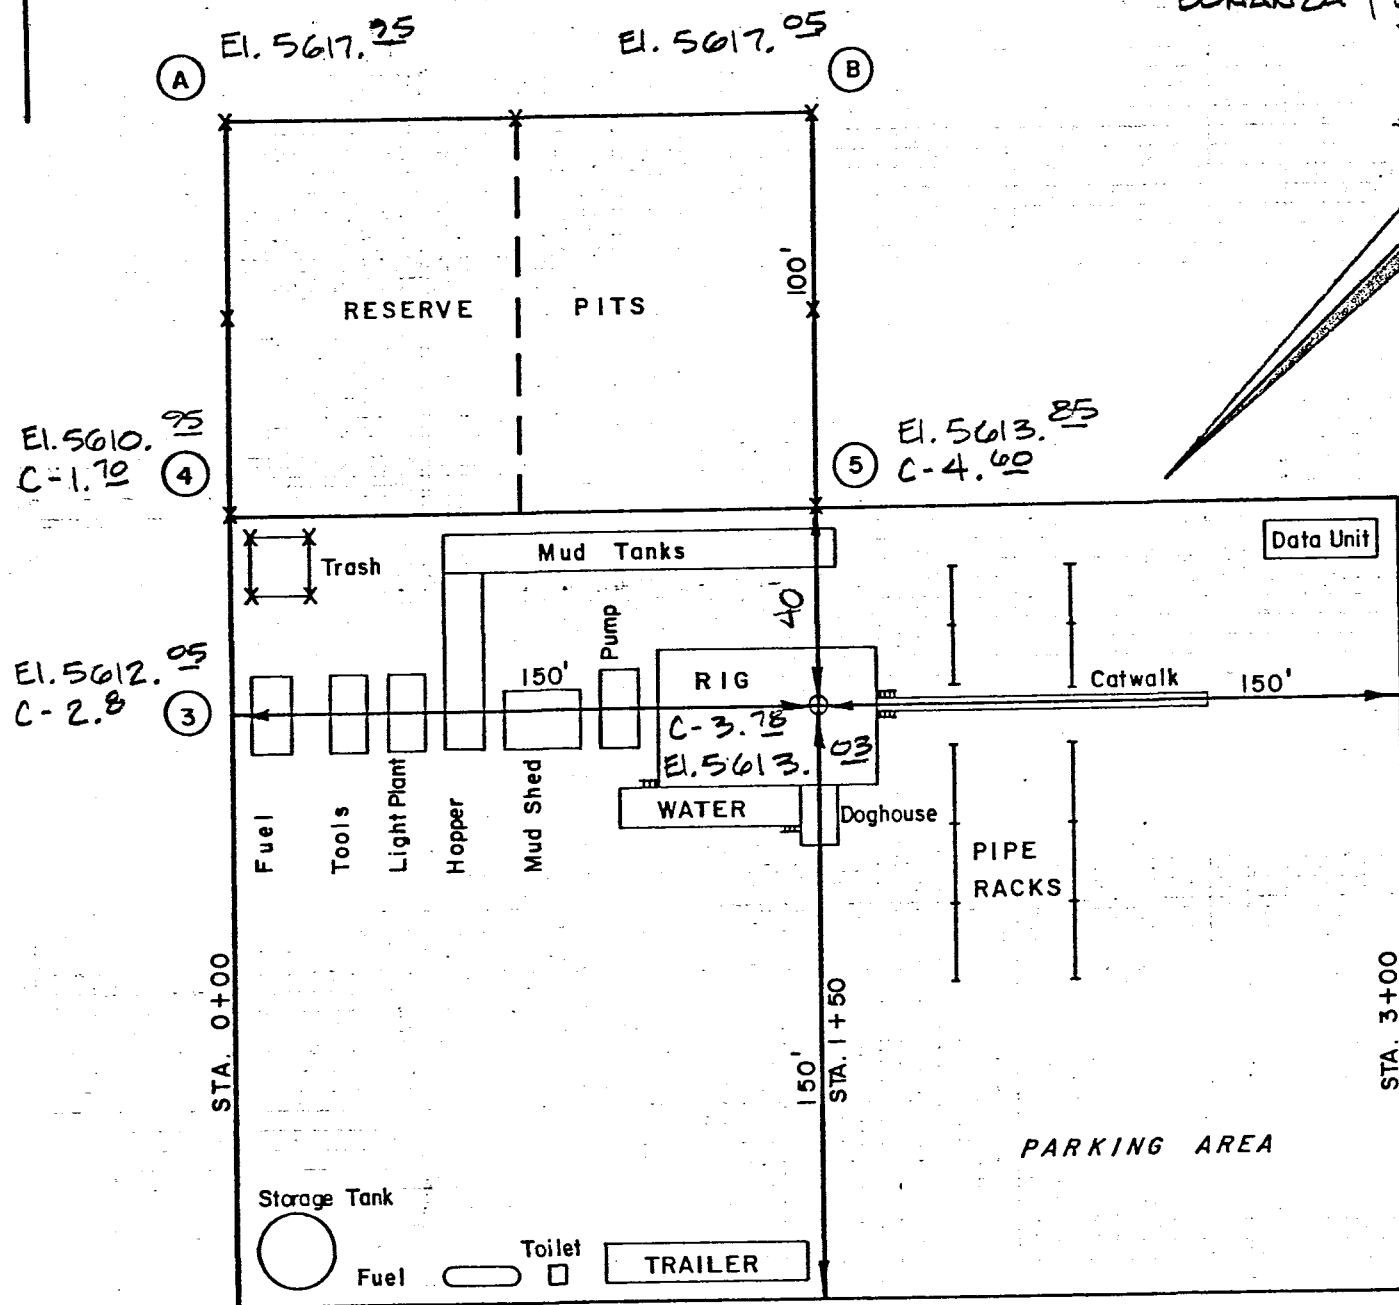 BONANZA
El. 5617.
El. 5617.05
A
B
100'
RESERVE PITS
El. 5610.
C-1.70
4
El. 5613.85
C-4.60
5
Data Unit
Mud Tanks
Trash
40'
Pump
El. 5612.05
C-2.8
3
150'
RIG
Catwalk
150'
C-3.78
El. 5613.03
WATER
Doghouse
Fuel
Tools
Light Plant
Hopper
Mud Shed
PIPE
RACKS
STA. 0+00
150'
STA. 1+50
STA. 3+00
PARKING AREA
Storage Tank
Fuel
Toilet
TRAILER